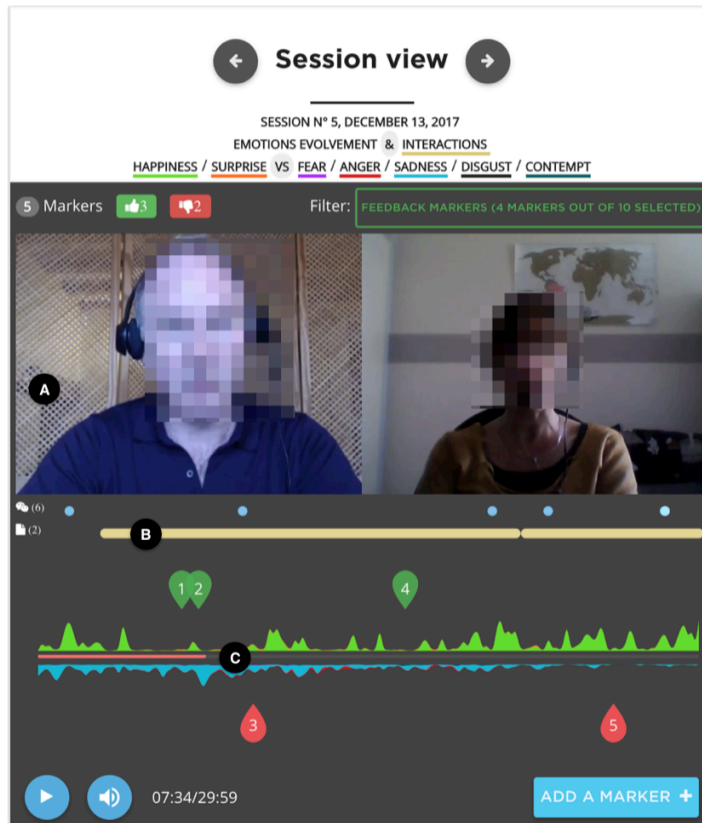 Session view
SESSION N° 5, DECEMBER 13, 2017
EMOTIONS EVOLVEMENT & INTERACTIONS
HAPPINESS / SURPRISE VS FEAR / ANGER / SADNESS / DISGUST / CONTEMPT
5 Markers 3 2 Filter: FEEDBACK MARKERS (4 MARKERS OUT OF 10 SELECTED)
A
(6)
(2) B
1 2 4
C
3 5
07:34/29:59 ADD A MARKER +